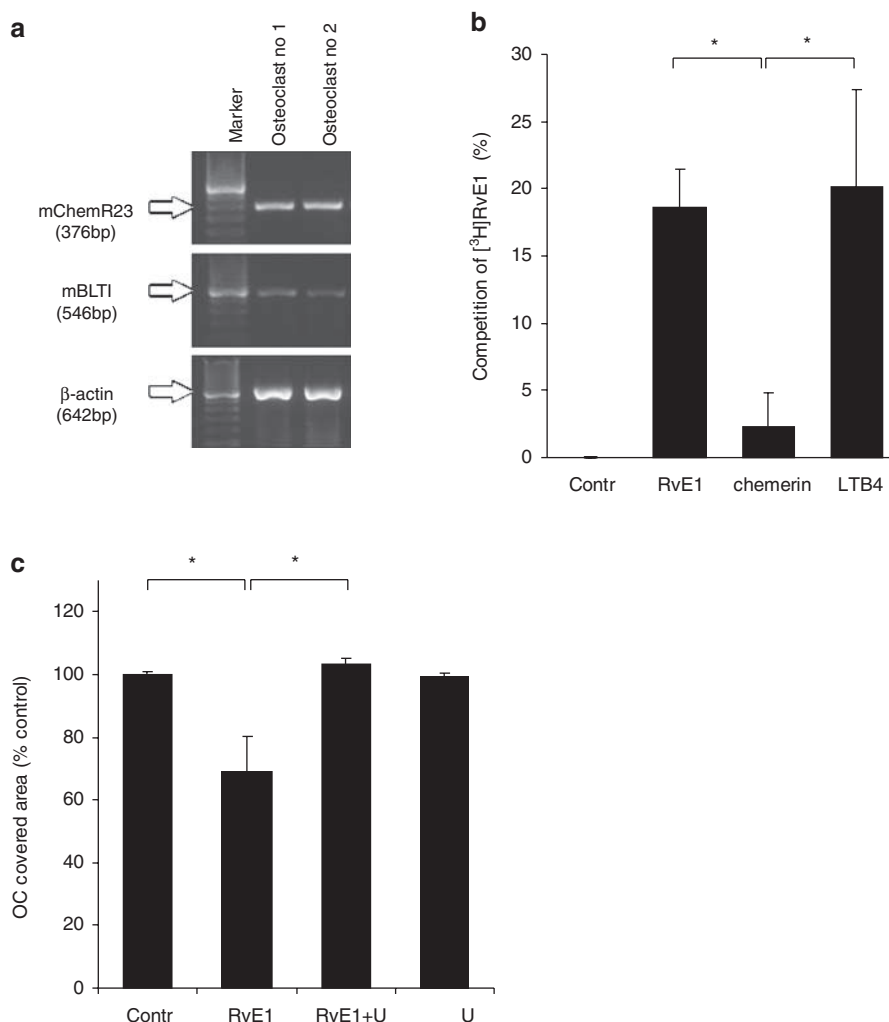 a
Marker
Osteoclast no 1
Osteoclast no 2
mChemR23
(376bp)
mBLTI
(546bp)
β-actin
(642bp)
b
Competition of [³H]RvE1 (%)
30
25
20
15
10
5
0
* *
Contr RvE1 chemerin LTB4
c
OC covered area (% control)
120
100
80
60
40
20
0
* *
Contr RvE1 RvE1+U U